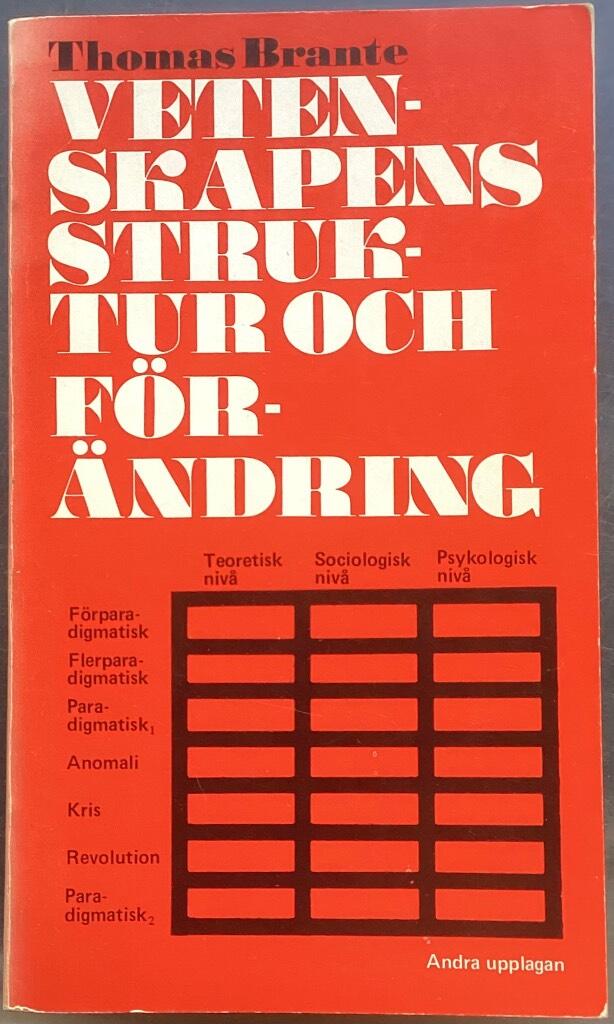 Thomas Brante
VETEN-
SKAPENS
STRUK-
TUR OCH
FÖR-
ÄNDRING
Teoretisk Sociologisk Psykologisk
nivå nivå nivå
Förpara-
digmatisk
Flerpara-
digmatisk
Para-
digmatisk₁
Anomali
Kris
Revolution
Para-
digmatisk₂
Andra upplagan